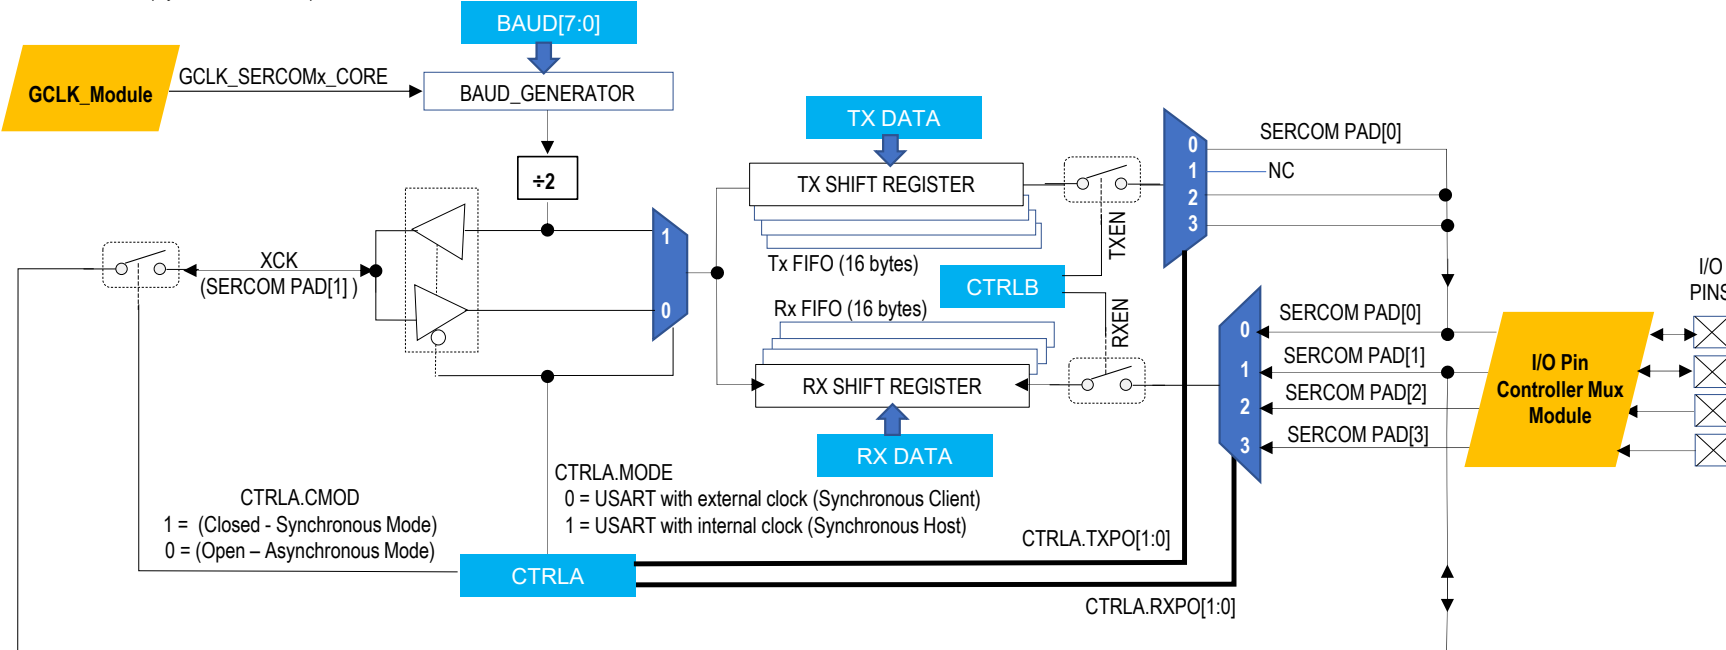 BAUD[7:0]
GCLK_Module
GCLK_SERCOMx_CORE
BAUD_GENERATOR
÷2
TX DATA
TX SHIFT REGISTER
Tx FIFO (16 bytes)
TXEN
CTRLB
RXEN
Rx FIFO (16 bytes)
RX SHIFT REGISTER
RX DATA
XCK
(SERCOM PAD[1] )
1
0
0
1
2
3
SERCOM PAD[0]
NC
0
1
2
3
SERCOM PAD[0]
SERCOM PAD[1]
SERCOM PAD[2]
SERCOM PAD[3]
I/O Pin
Controller Mux
Module
I/O
PINS
CTRLA.CMOD
1 = (Closed - Synchronous Mode)
0 = (Open – Asynchronous Mode)
CTRLA.MODE
0 = USART with external clock (Synchronous Client)
1 = USART with internal clock (Synchronous Host)
CTRLA
CTRLA.TXPO[1:0]
CTRLA.RXPO[1:0]